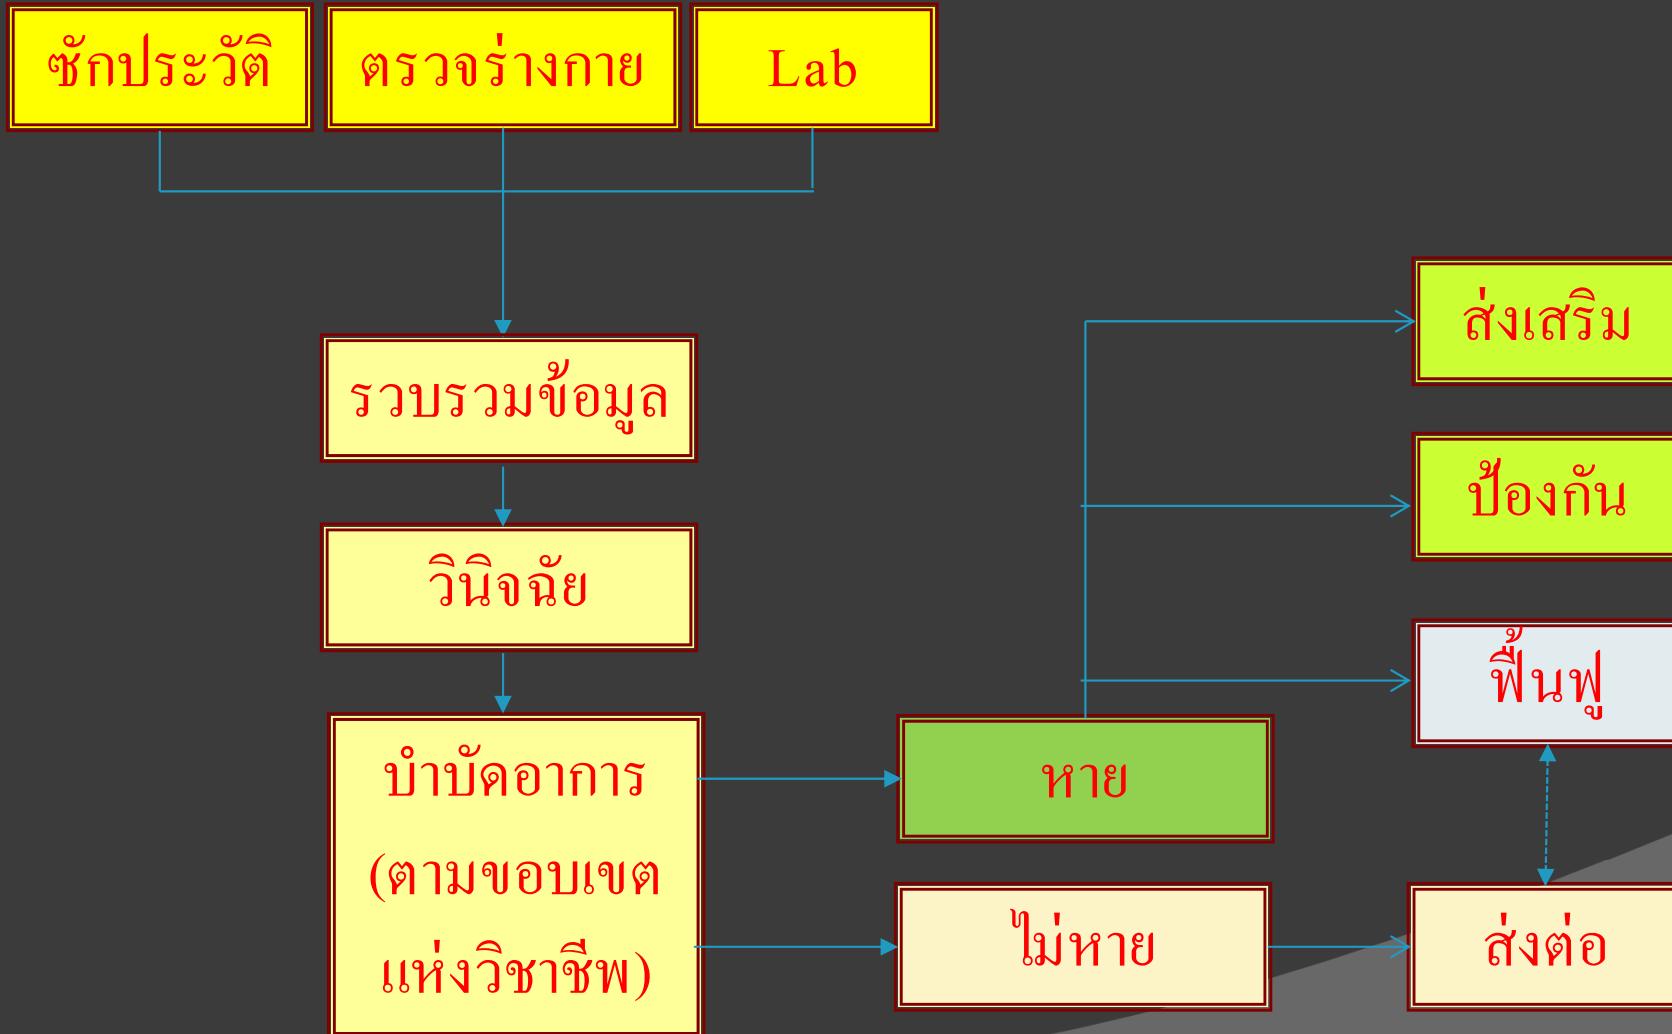 ซักประวัติ
ตรวจร่างกาย
Lab
รวบรวมข้อมูล
วินิจฉัย
บำบัดอาการ
(ตามขอบเขต
แห่งวิชาชีพ)
หาย
ไม่หาย
ส่งเสริม
ป้องกัน
ฟื้นฟู
ส่งต่อ